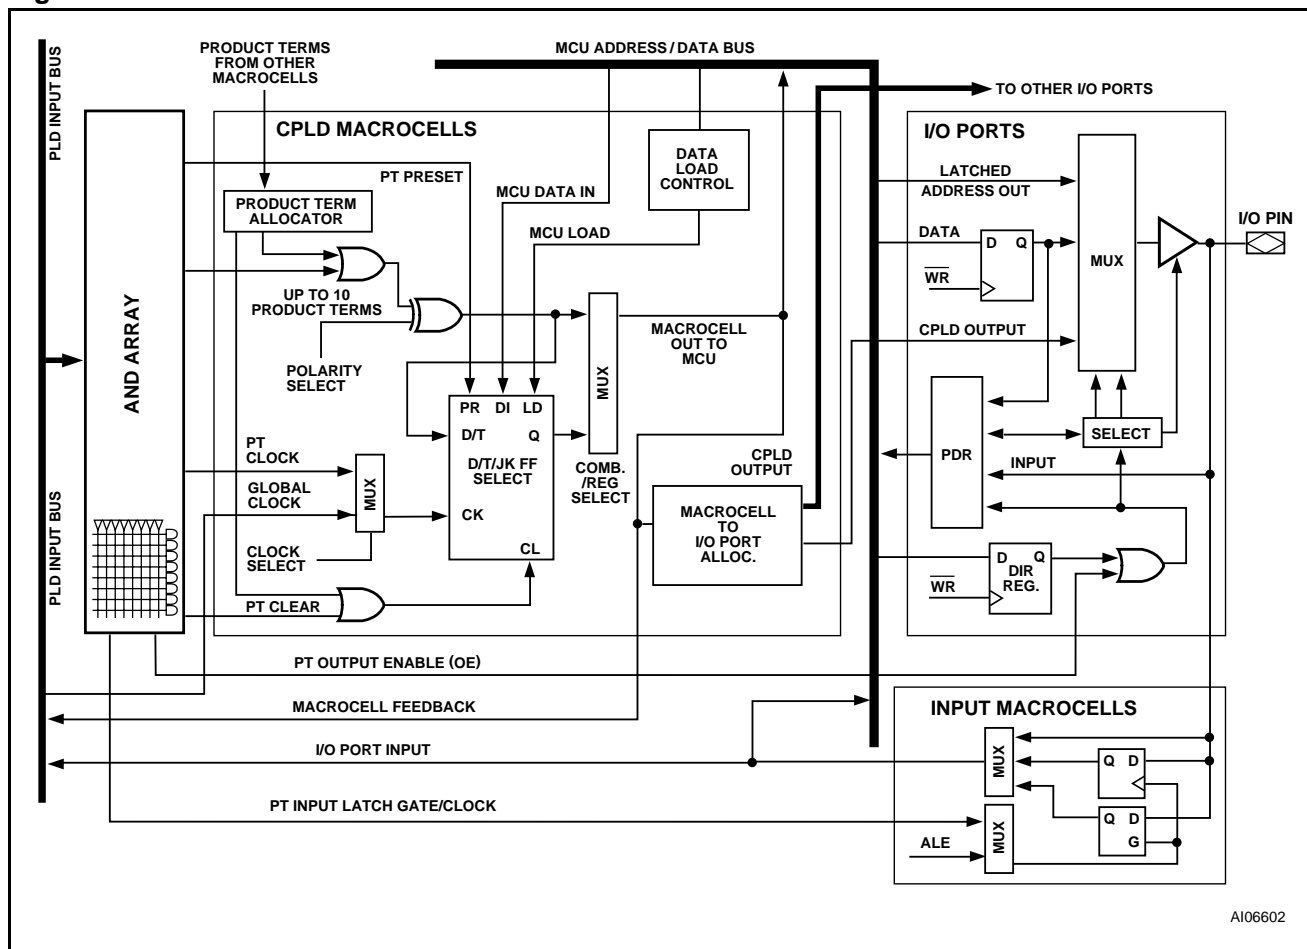 PRODUCT TERMS
FROM OTHER
MACROCELLS
MCU ADDRESS / DATA BUS
TO OTHER I/O PORTS
PLD INPUT BUS
CPLD MACROCELLS
I/O PORTS
PT PRESET
MCU DATA IN
DATA
LOAD
CONTROL
LATCHED
ADDRESS OUT
PRODUCT TERM
ALLOCATOR
MCU LOAD
DATA
D Q
WR
MUX
I/O PIN
AND ARRAY
UP TO 10
PRODUCT TERMS
POLARITY
SELECT
MUX
MACROCELL
OUT TO
MCU
CPLD OUTPUT
PR DI LD
D/T Q
D/T/JK FF
SELECT
CK
CL
COMB.
/REG
SELECT
CPLD
OUTPUT
PDR
SELECT
INPUT
PT
CLOCK
GLOBAL
CLOCK
MUX
CLOCK
SELECT
PT CLEAR
MACROCELL
TO
I/O PORT
ALLOC.
D Q
DIR
REG.
WR
PLD INPUT BUS
PT OUTPUT ENABLE (OE)
MACROCELL FEEDBACK
I/O PORT INPUT
PT INPUT LATCH GATE/CLOCK
INPUT MACROCELLS
MUX
Q D
Q D
G
MUX
ALE
AI06602